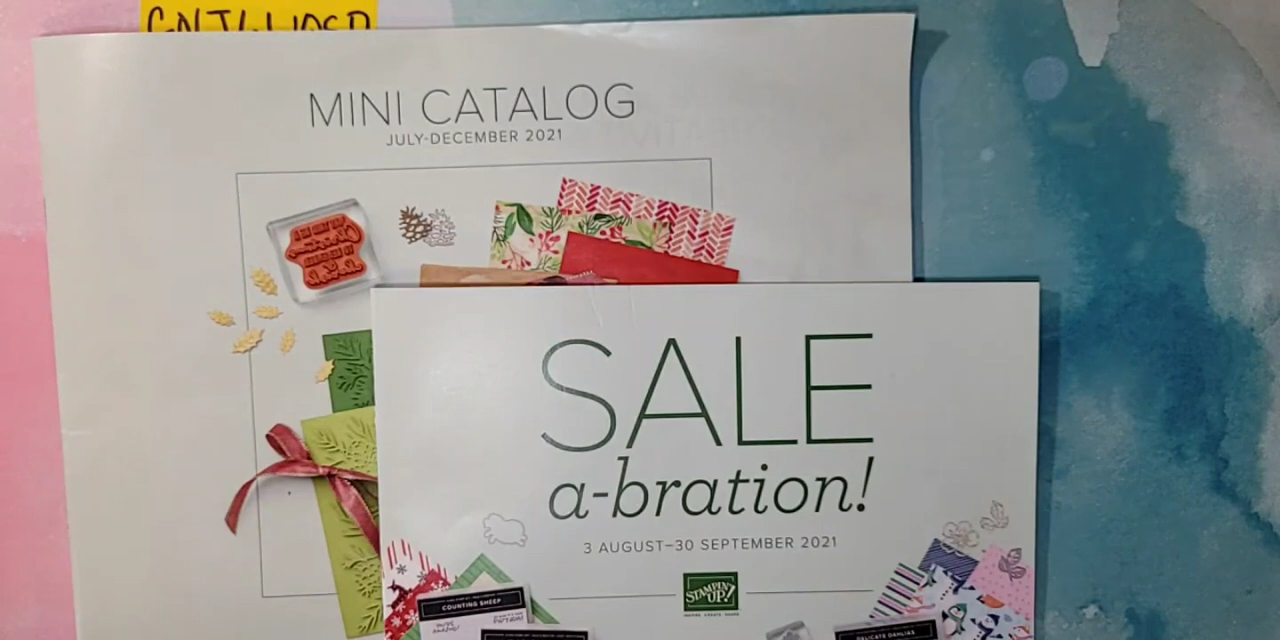 MINI CATALOG
JULY-DECEMBER 2021
SALE
a-bration!
3 AUGUST–30 SEPTEMBER 2021
STAMPIN' UP!
COUNTING SHEEP
DELICATE DAHLIAS